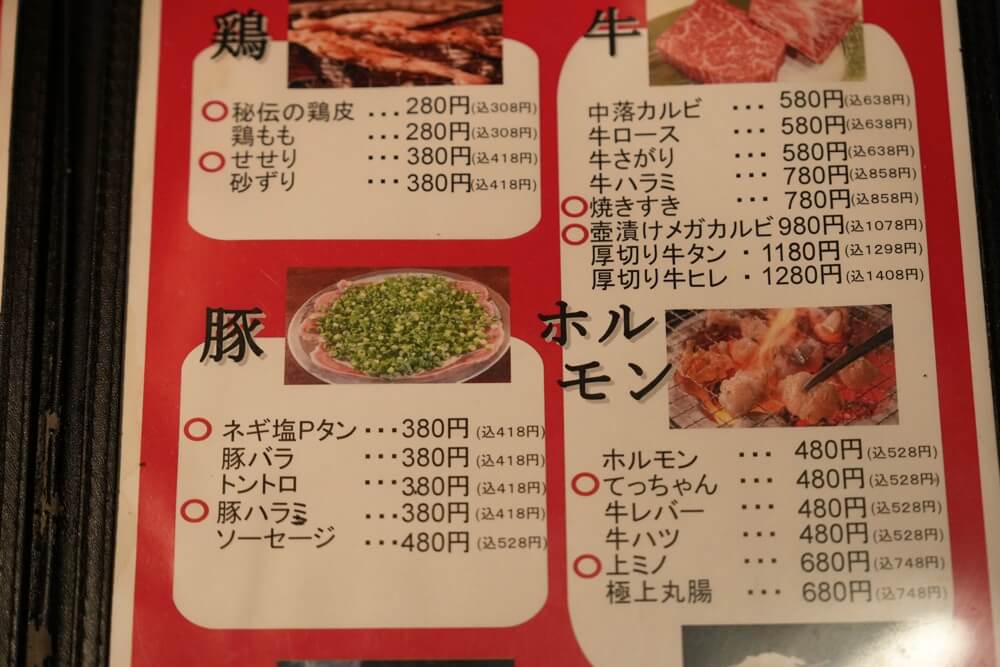 鶏
○秘伝の鶏皮 … 280円(込308円)
鶏もも … 280円(込308円)
○せせり … 380円(込418円)
砂ずり … 380円(込418円)
豚
○ネギ塩Pタン … 380円(込418円)
豚バラ … 380円(込418円)
トントロ … 380円(込418円)
○豚ハラミ … 380円(込418円)
ソーセージ … 480円(込528円)
牛
中落カルビ … 580円(込638円)
牛ロース … 580円(込638円)
牛さがり … 580円(込638円)
牛ハラミ … 780円(込858円)
○焼きすき … 780円(込858円)
○壺漬けメガカルビ 980円(込1078円)
厚切り牛タン ・ 1180円(込1298円)
厚切り牛ヒレ ・ 1280円(込1408円)
ホル
モン
ホルモン … 480円(込528円)
○てっちゃん … 480円(込528円)
牛レバー … 480円(込528円)
牛ハツ … 480円(込528円)
○上ミノ … 680円(込748円)
極上丸腸 … 680円(込748円)